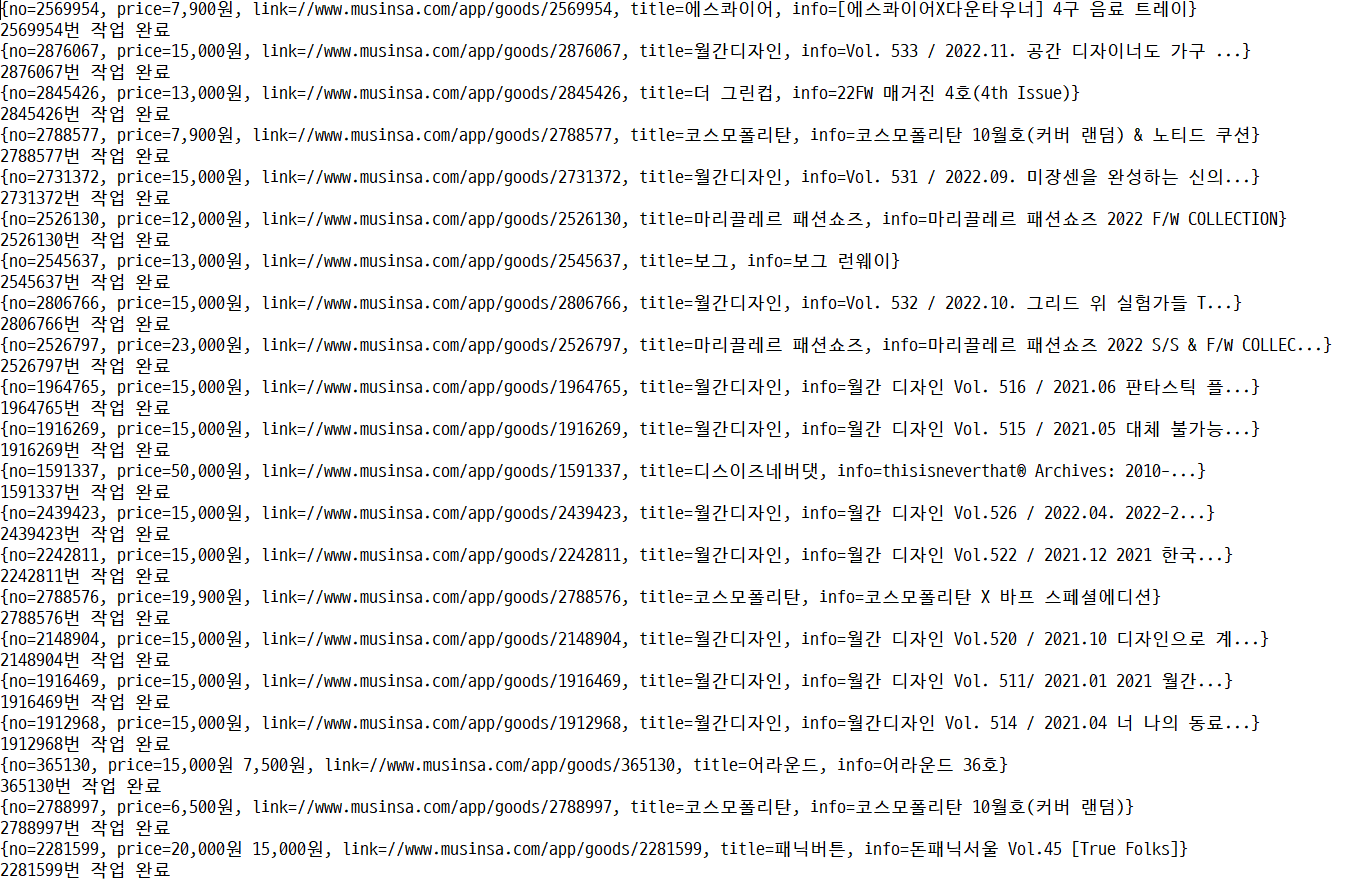 {no=2569954, price=7,900원, link=//www.musinsa.com/app/goods/2569954, title=에스콰이어, info=[에스콰이어X다운타우너] 4구 음료 트레이}
2569954번 작업 완료
{no=2876067, price=15,000원, link=//www.musinsa.com/app/goods/2876067, title=월간디자인, info=Vol. 533 / 2022.11. 공간 디자이너도 가구 ...}
2876067번 작업 완료
{no=2845426, price=13,000원, link=//www.musinsa.com/app/goods/2845426, title=더 그린컵, info=22FW 매거진 4호(4th Issue)}
2845426번 작업 완료
{no=2788577, price=7,900원, link=//www.musinsa.com/app/goods/2788577, title=코스모폴리탄, info=코스모폴리탄 10월호(커버 랜덤) & 노티드 쿠션}
2788577번 작업 완료
{no=2731372, price=15,000원, link=//www.musinsa.com/app/goods/2731372, title=월간디자인, info=Vol. 531 / 2022.09. 미장센을 완성하는 신의...}
2731372번 작업 완료
{no=2526130, price=12,000원, link=//www.musinsa.com/app/goods/2526130, title=마리끌레르 패션쇼즈, info=마리끌레르 패션쇼즈 2022 F/W COLLECTION}
2526130번 작업 완료
{no=2545637, price=13,000원, link=//www.musinsa.com/app/goods/2545637, title=보그, info=보그 런웨이}
2545637번 작업 완료
{no=2806766, price=15,000원, link=//www.musinsa.com/app/goods/2806766, title=월간디자인, info=Vol. 532 / 2022.10. 그리드 위 실험가들 T...}
2806766번 작업 완료
{no=2526797, price=23,000원, link=//www.musinsa.com/app/goods/2526797, title=마리끌레르 패션쇼즈, info=마리끌레르 패션쇼즈 2022 S/S & F/W COLLEC...}
2526797번 작업 완료
{no=1964765, price=15,000원, link=//www.musinsa.com/app/goods/1964765, title=월간디자인, info=월간 디자인 Vol. 516 / 2021.06 판타스틱 플...}
1964765번 작업 완료
{no=1916269, price=15,000원, link=//www.musinsa.com/app/goods/1916269, title=월간디자인, info=월간 디자인 Vol. 515 / 2021.05 대체 불가능...}
1916269번 작업 완료
{no=1591337, price=50,000원, link=//www.musinsa.com/app/goods/1591337, title=디스이즈네버댓, info=thisisneverthat® Archives: 2010-...}
1591337번 작업 완료
{no=2439423, price=15,000원, link=//www.musinsa.com/app/goods/2439423, title=월간디자인, info=월간 디자인 Vol.526 / 2022.04. 2022-2...}
2439423번 작업 완료
{no=2242811, price=15,000원, link=//www.musinsa.com/app/goods/2242811, title=월간디자인, info=월간 디자인 Vol.522 / 2021.12 2021 한국...}
2242811번 작업 완료
{no=2788576, price=19,900원, link=//www.musinsa.com/app/goods/2788576, title=코스모폴리탄, info=코스모폴리탄 X 바프 스페셜에디션}
2788576번 작업 완료
{no=2148904, price=15,000원, link=//www.musinsa.com/app/goods/2148904, title=월간디자인, info=월간 디자인 Vol.520 / 2021.10 디자인으로 계...}
2148904번 작업 완료
{no=1916469, price=15,000원, link=//www.musinsa.com/app/goods/1916469, title=월간디자인, info=월간 디자인 Vol. 511/ 2021.01 2021 월간...}
1916469번 작업 완료
{no=1912968, price=15,000원, link=//www.musinsa.com/app/goods/1912968, title=월간디자인, info=월간디자인 Vol. 514 / 2021.04 너 나의 동료...}
1912968번 작업 완료
{no=365130, price=15,000원 7,500원, link=//www.musinsa.com/app/goods/365130, title=어라운드, info=어라운드 36호}
365130번 작업 완료
{no=2788997, price=6,500원, link=//www.musinsa.com/app/goods/2788997, title=코스모폴리탄, info=코스모폴리탄 10월호(커버 랜덤)}
2788997번 작업 완료
{no=2281599, price=20,000원 15,000원, link=//www.musinsa.com/app/goods/2281599, title=패닉버튼, info=돈패닉서울 Vol.45 [True Folks]}
2281599번 작업 완료